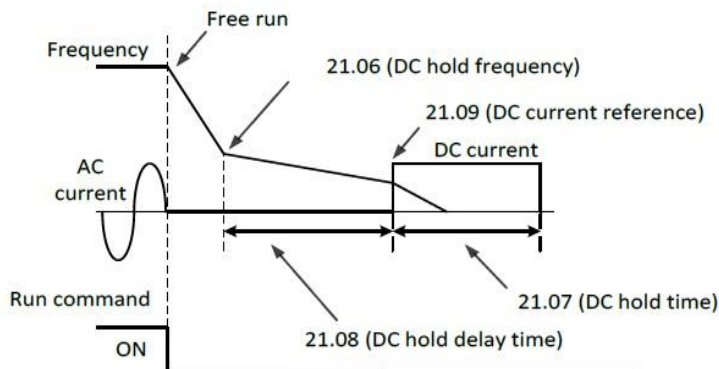 Free run
Frequency
21.06 (DC hold frequency)
21.09 (DC current reference)
DC current
AC
current
21.07 (DC hold time)
Run command
21.08 (DC hold delay time)
ON